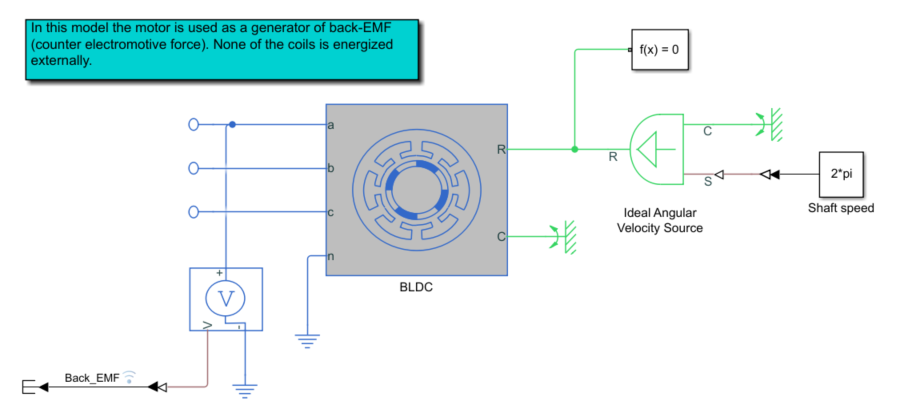 In this model the motor is used as a generator of back-EMF
(counter electromotive force). None of the coils is energized
externally.
f(x) = 0
a
b
c
n
R
C
BLDC
R
C
S
Ideal Angular
Velocity Source
2*pi
Shaft speed
+
V
V
-
Back_EMF